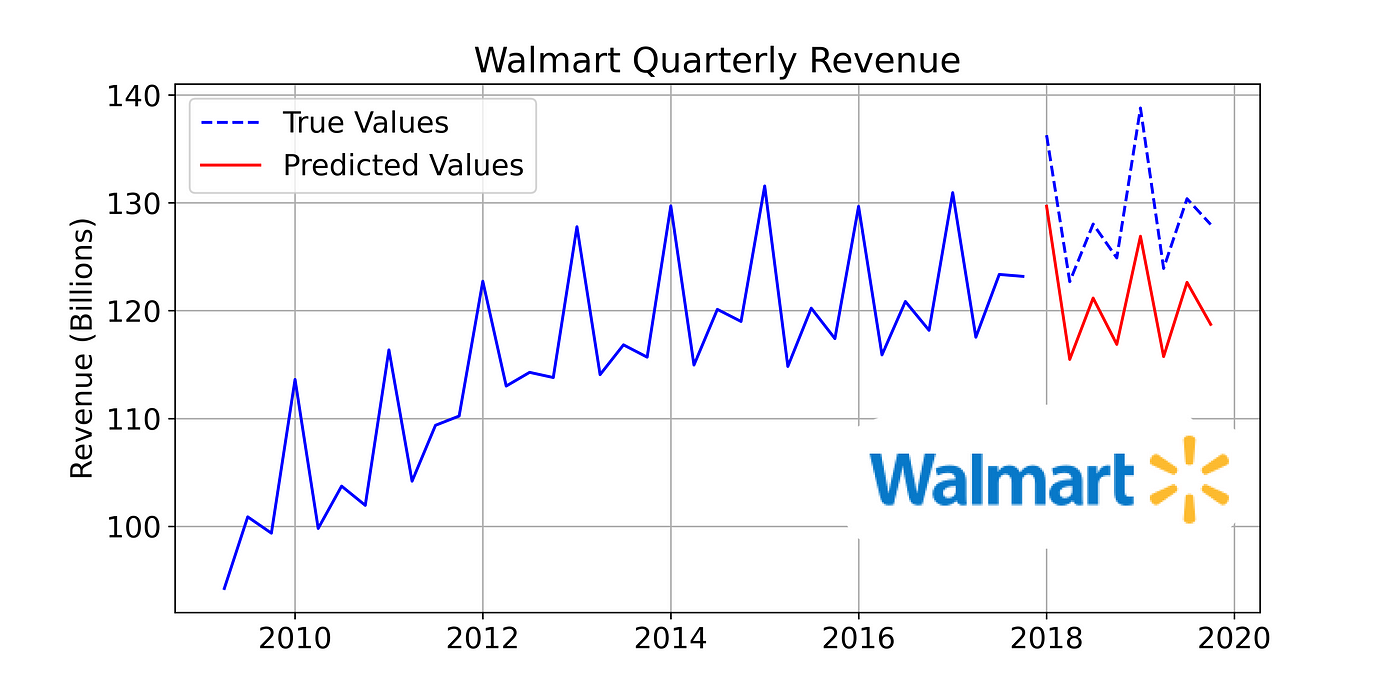 Walmart Quarterly Revenue
140
130
120
110
100
Revenue (Billions)
True Values
Predicted Values
Walmart
2010
2012
2014
2016
2018
2020